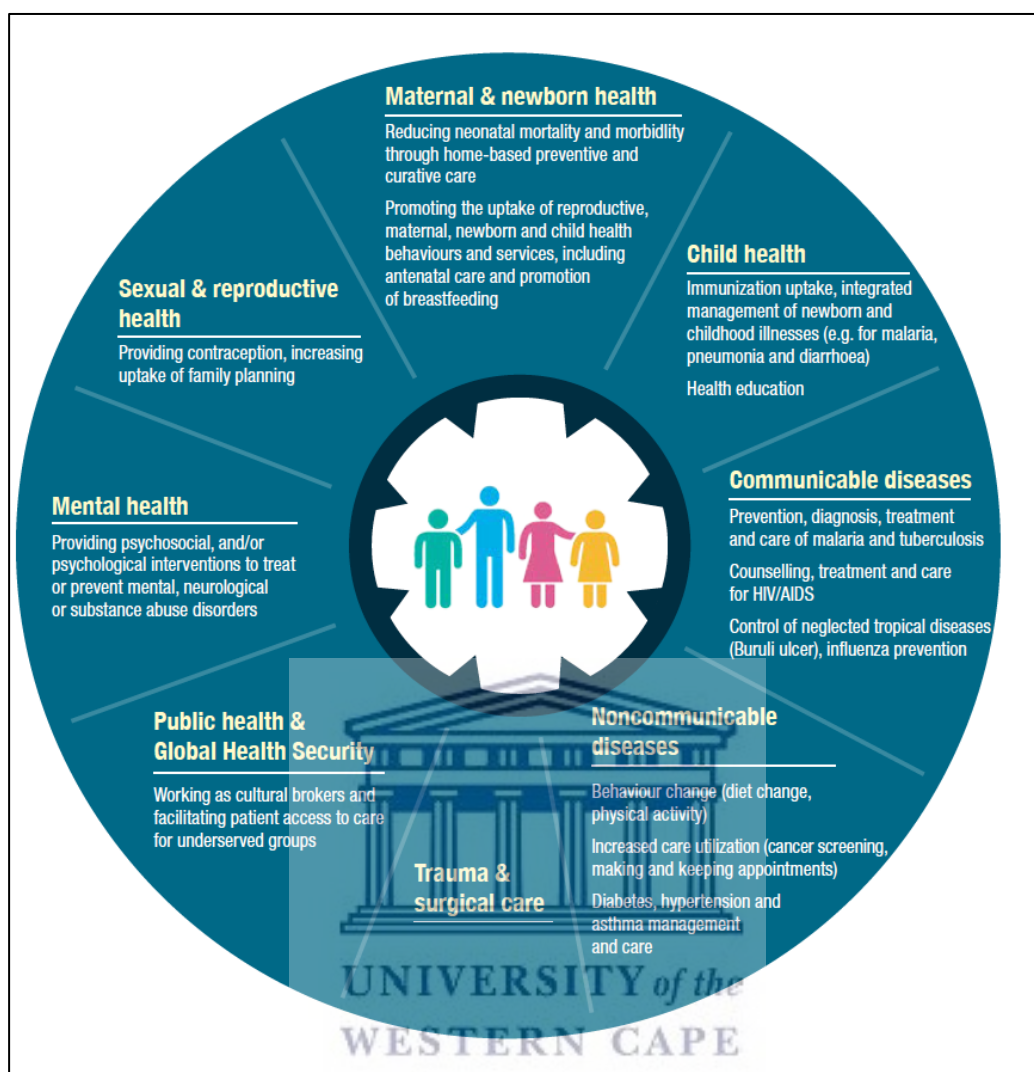 Maternal & newborn health
Reducing neonatal mortality and morbidlity
through home-based preventive and
curative care
Promoting the uptake of reproductive,
maternal, newborn and child health
behaviours and services, including
antenatal care and promotion
of breastfeeding
Child health
Immunization uptake, integrated
management of newborn and
childhood illnesses (e.g. for malaria,
pneumonia and diarrhoea)
Health education
Communicable diseases
Prevention, diagnosis, treatment
and care of malaria and tuberculosis
Counselling, treatment and care
for HIV/AIDS
Control of neglected tropical diseases
(Buruli ulcer), influenza prevention
Noncommunicable
diseases
Behaviour change (diet change,
physical activity)
Increased care utilization (cancer screening,
making and keeping appointments)
Diabetes, hypertension and
asthma management
and care
Trauma &
surgical care
Public health &
Global Health Security
Working as cultural brokers and
facilitating patient access to care
for underserved groups
Mental health
Providing psychosocial, and/or
psychological interventions to treat
or prevent mental, neurological
or substance abuse disorders
Sexual & reproductive
health
Providing contraception, increasing
uptake of family planning
UNIVERSITY of the
WESTERN CAPE